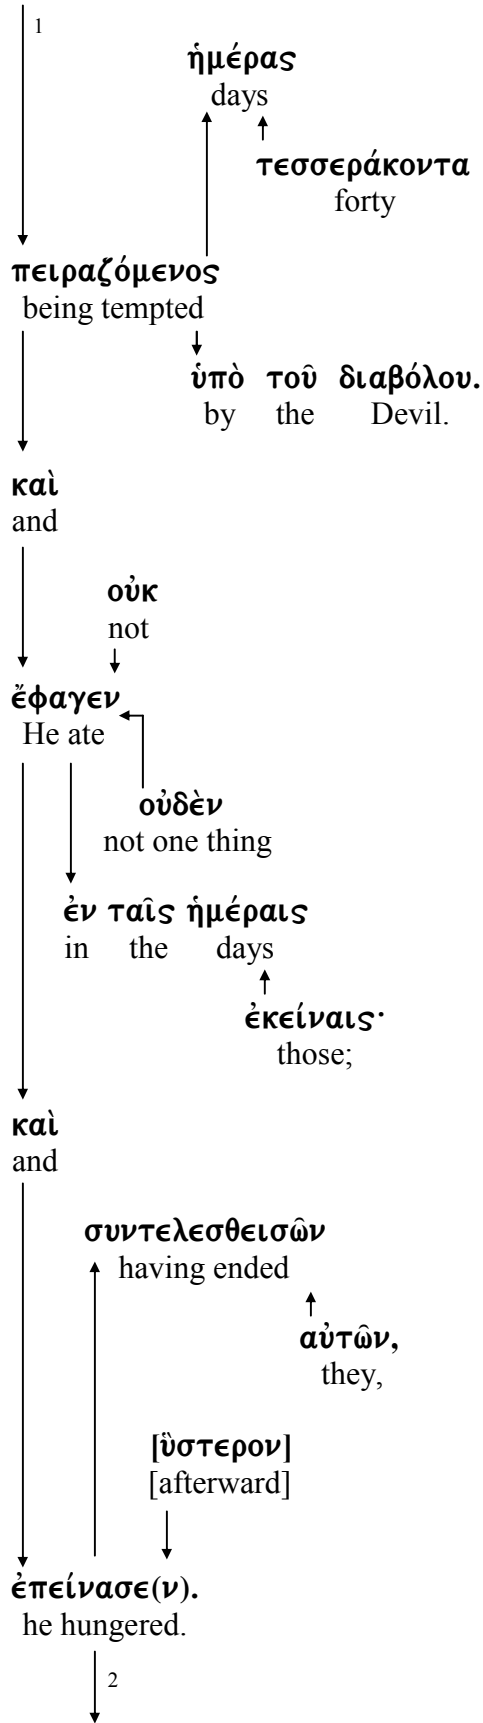 1
ἡμέρας
days
τεσσεράκοντα
forty
πειραζόμενος
being tempted
ὑπὸ τοῦ διαβόλου.
by the Devil.
καὶ
and
οὐκ
not
ἔφαγεν
He ate
οὐδὲν
not one thing
ἐν ταῖς ἡμέραις
in the days
ἐκείναις·
those;
καὶ
and
συντελεσθεισῶν
having ended
αὐτῶν,
they,
[ὕστερον]
[afterward]
ἐπείνασε(ν).
he hungered.
2